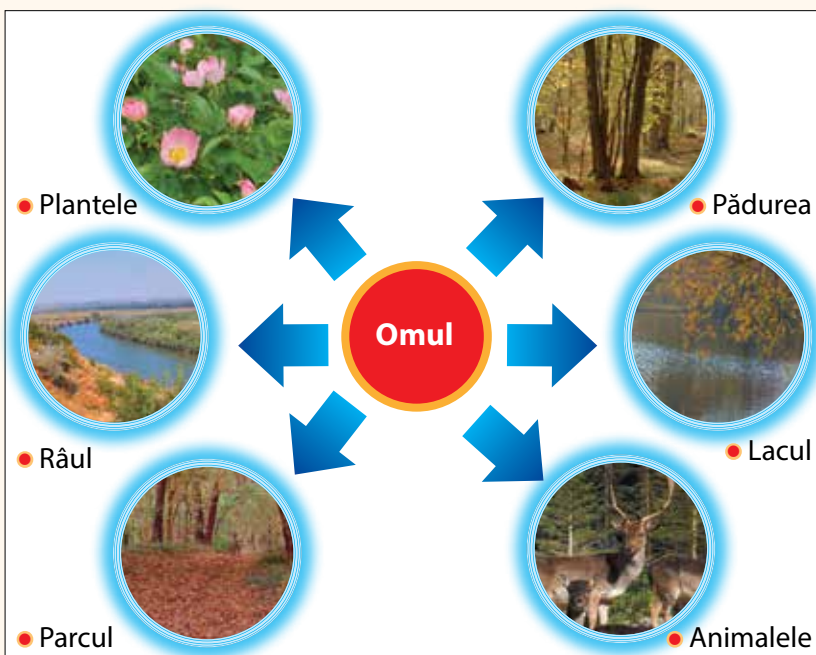 Plantele
Pădurea
Omul
Râul
Lacul
Parcul
Animalele